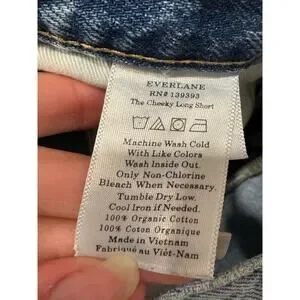 EVERLANE
RN# 139393
The Cheeky Long Short
Machine Wash Cold
With Like Colors
Wash Inside Out.
Only Non-Chlorine
Bleach When Necessary.
Tumble Dry Low.
Cool Iron if Needed.
100% Organic Cotton
100% Coton Organique
Made in Vietnam
Fabriqué au Viêt-Nam